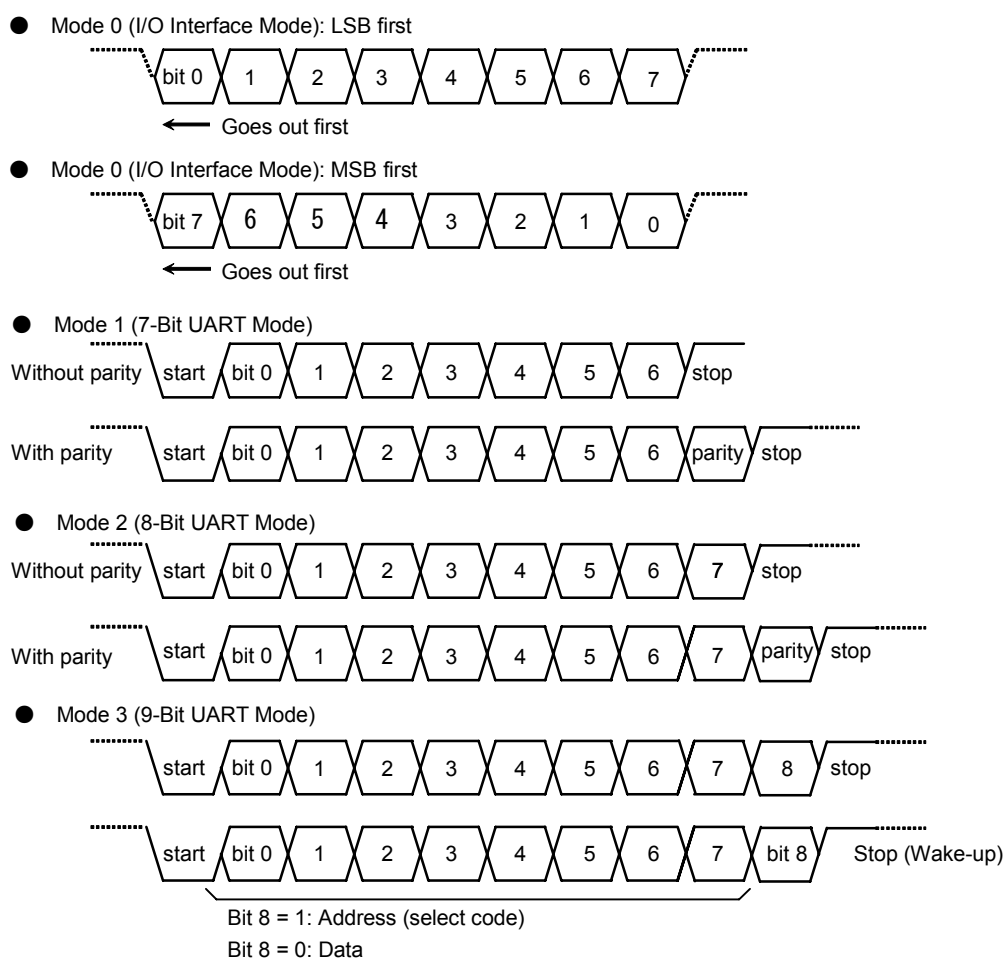 ● Mode 0 (I/O Interface Mode): LSB first
bit 0 1 2 3 4 5 6 7
Goes out first
● Mode 0 (I/O Interface Mode): MSB first
bit 7 6 5 4 3 2 1 0
Goes out first
● Mode 1 (7-Bit UART Mode)
Without parity start bit 0 1 2 3 4 5 6 stop
With parity start bit 0 1 2 3 4 5 6 parity stop
● Mode 2 (8-Bit UART Mode)
Without parity start bit 0 1 2 3 4 5 6 7 stop
With parity start bit 0 1 2 3 4 5 6 7 parity stop
● Mode 3 (9-Bit UART Mode)
start bit 0 1 2 3 4 5 6 7 8 stop
start bit 0 1 2 3 4 5 6 7 bit 8 Stop (Wake-up)
Bit 8 = 1: Address (select code)
Bit 8 = 0: Data